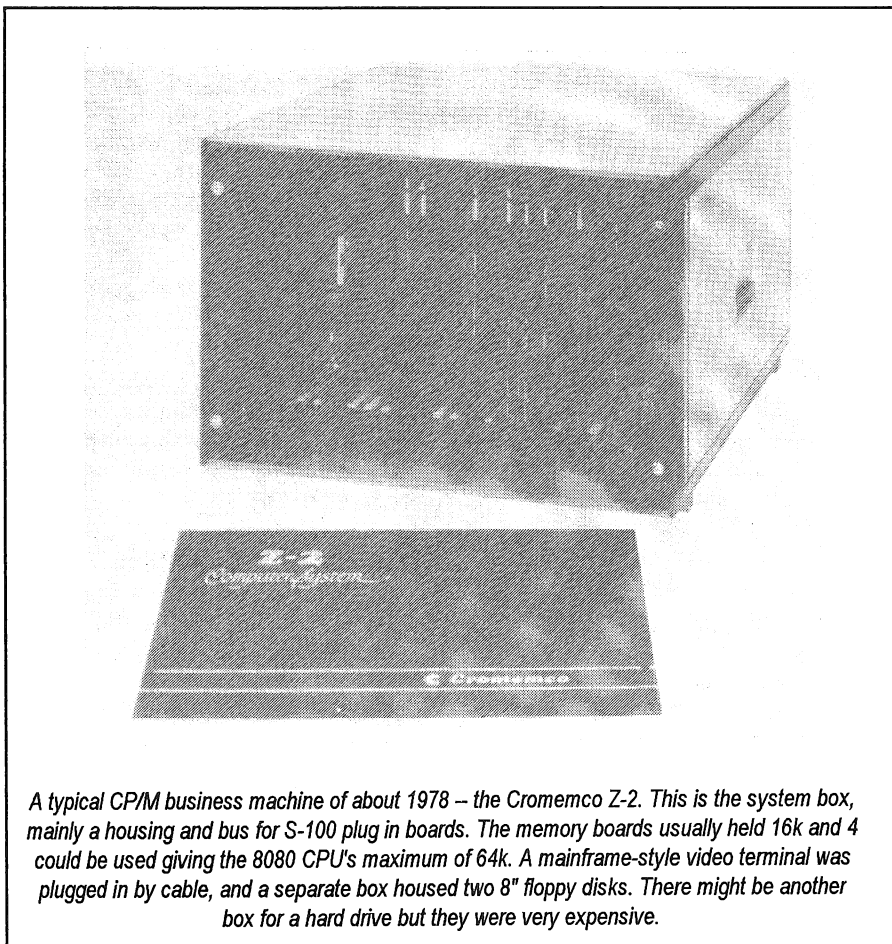 Z-2
Computer System
Cromemco
A typical CP/M business machine of about 1978 -- the Cromemco Z-2. This is the system box,
mainly a housing and bus for S-100 plug in boards. The memory boards usually held 16k and 4
could be used giving the 8080 CPU's maximum of 64k. A mainframe-style video terminal was
plugged in by cable, and a separate box housed two 8" floppy disks. There might be another
box for a hard drive but they were very expensive.